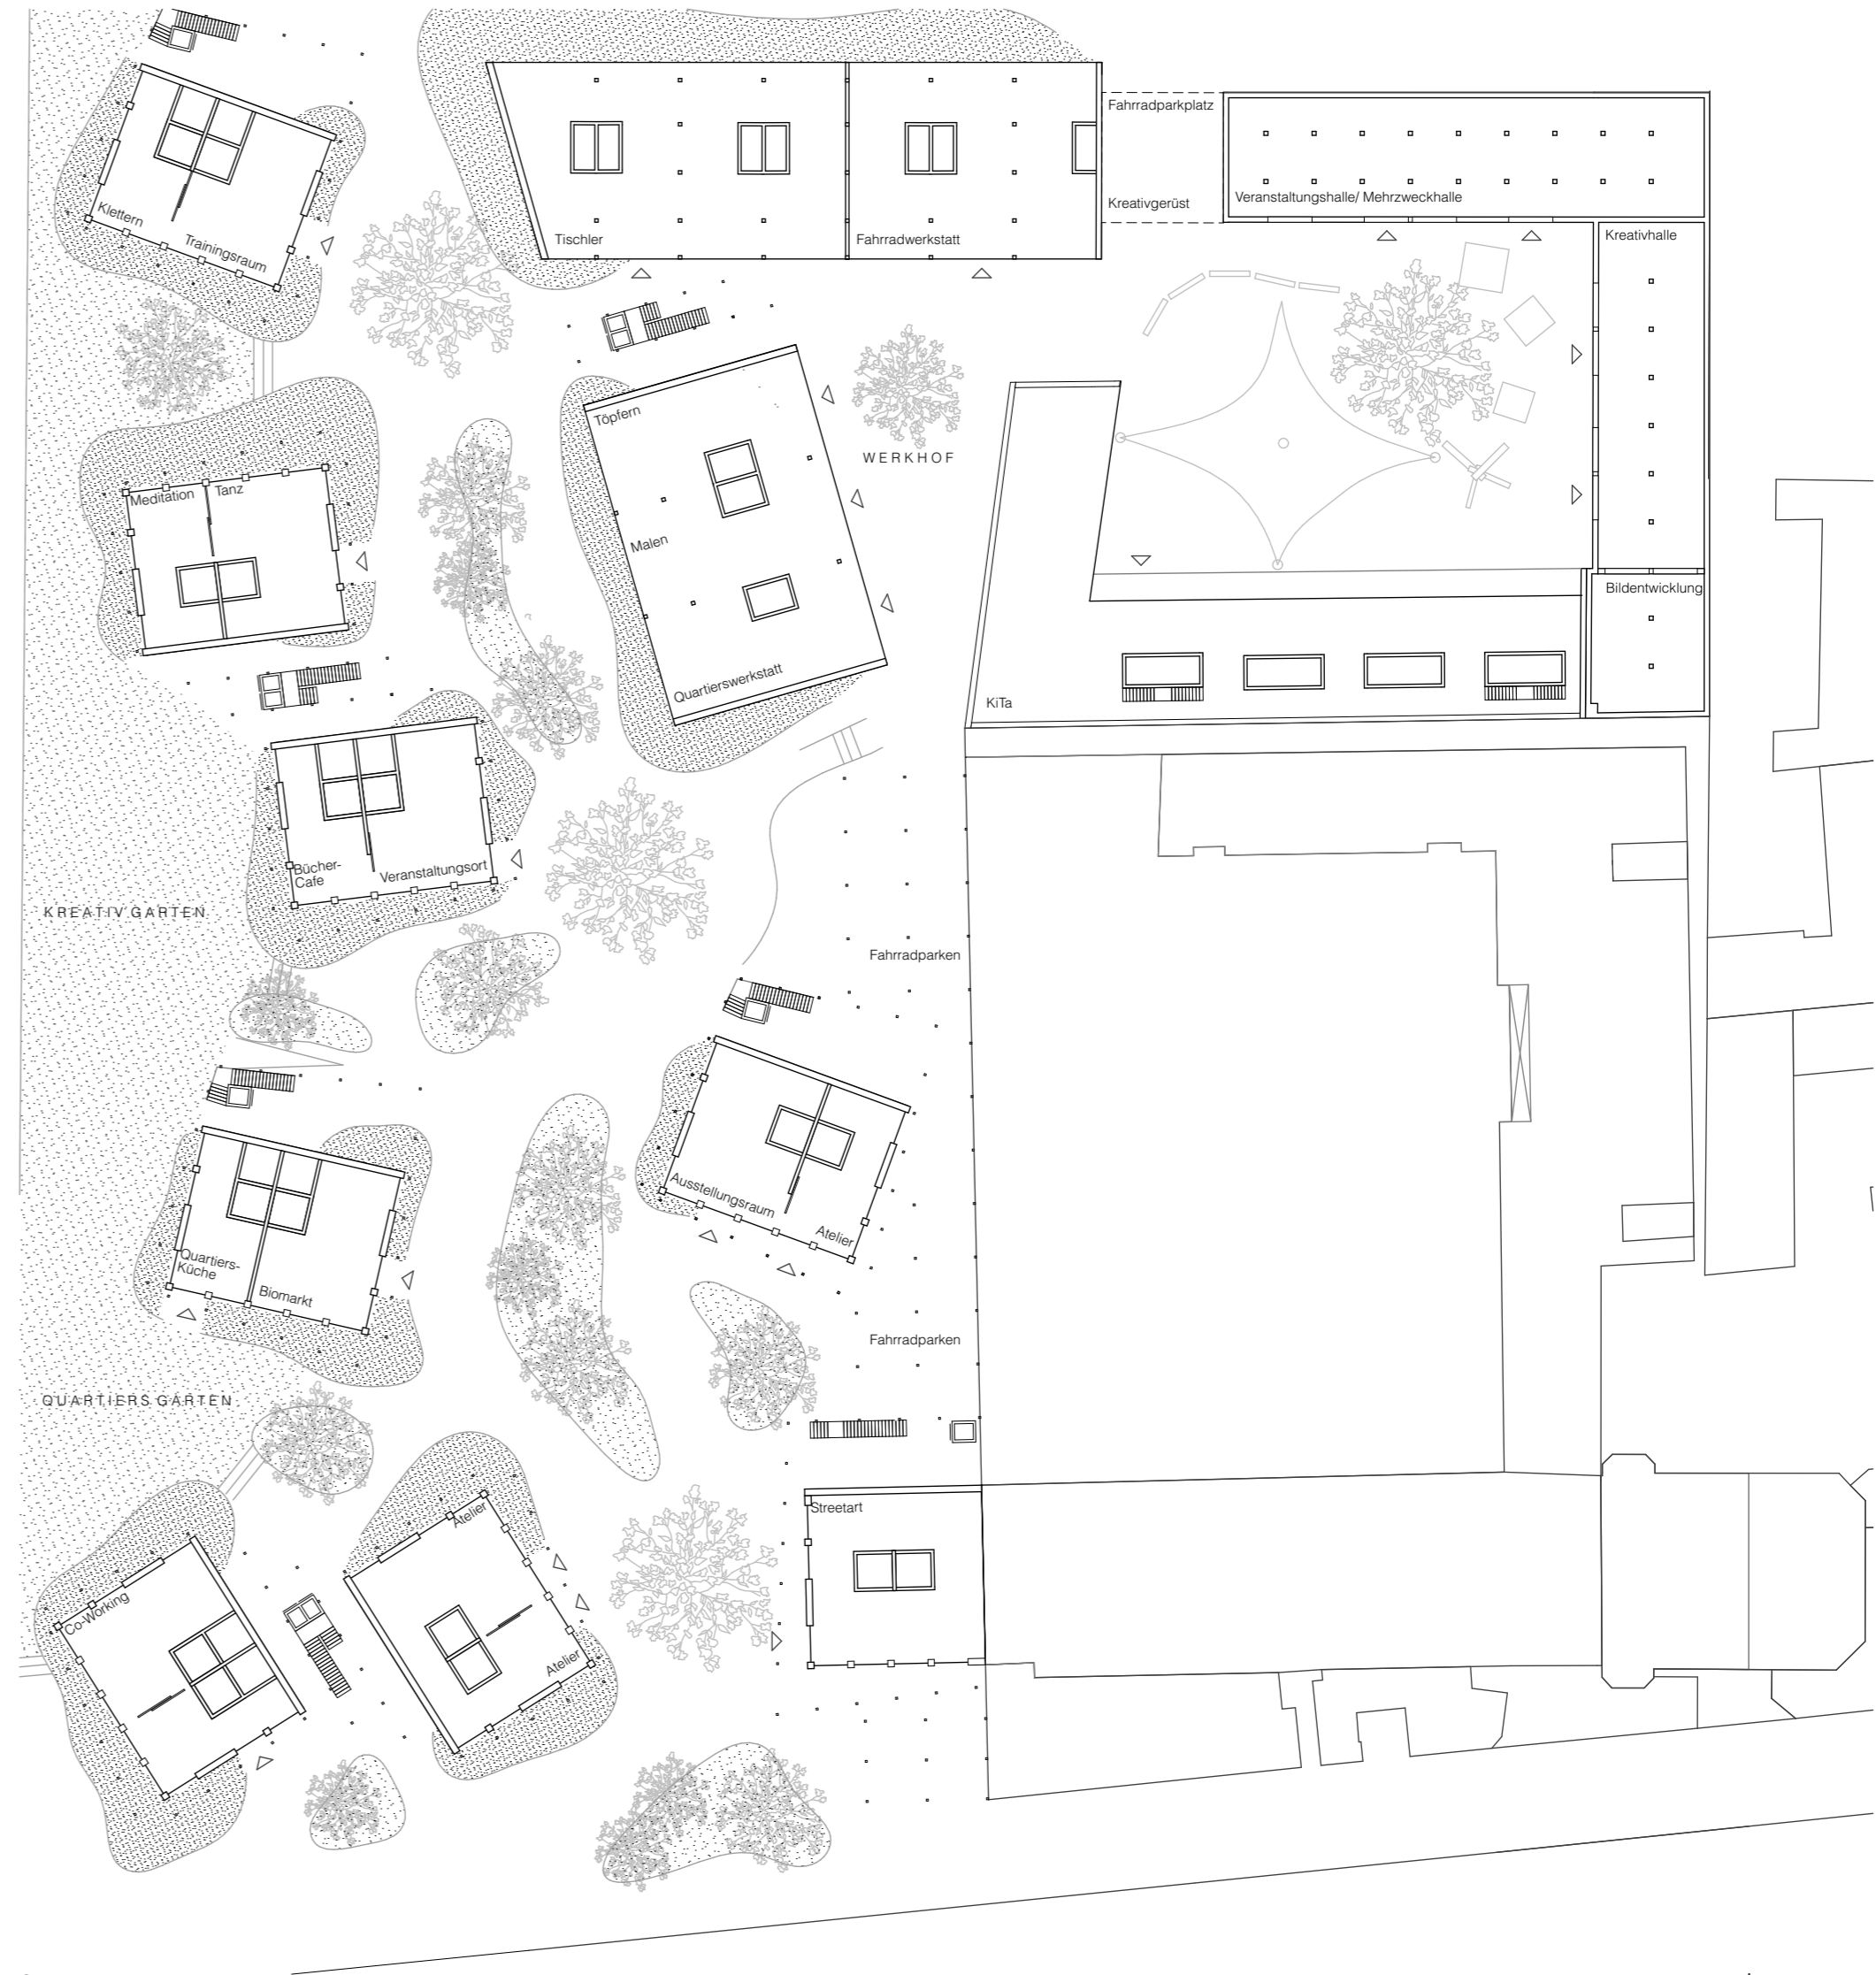 Fahrradparkplatz
Kreativgerüst
Veranstaltungshalle/ Mehrzweckhalle
Kreativhalle
Klettern
Trainingsraum
Tischler
Fahrradwerkstatt
Töpfern
WERKHOF
Meditation
Tanz
Malen
Bildentwicklung
Quartierswerkstatt
KiTa
Bücher-
Cafe
Veranstaltungsort
KREATIV GARTEN
Fahrradparken
Ausstellungsraum
Atelier
Quartiers-
Küche
Biomarkt
Fahrradparken
QUARTIERS GARTEN
Streetart
Atelier
Co-Working
Atelier